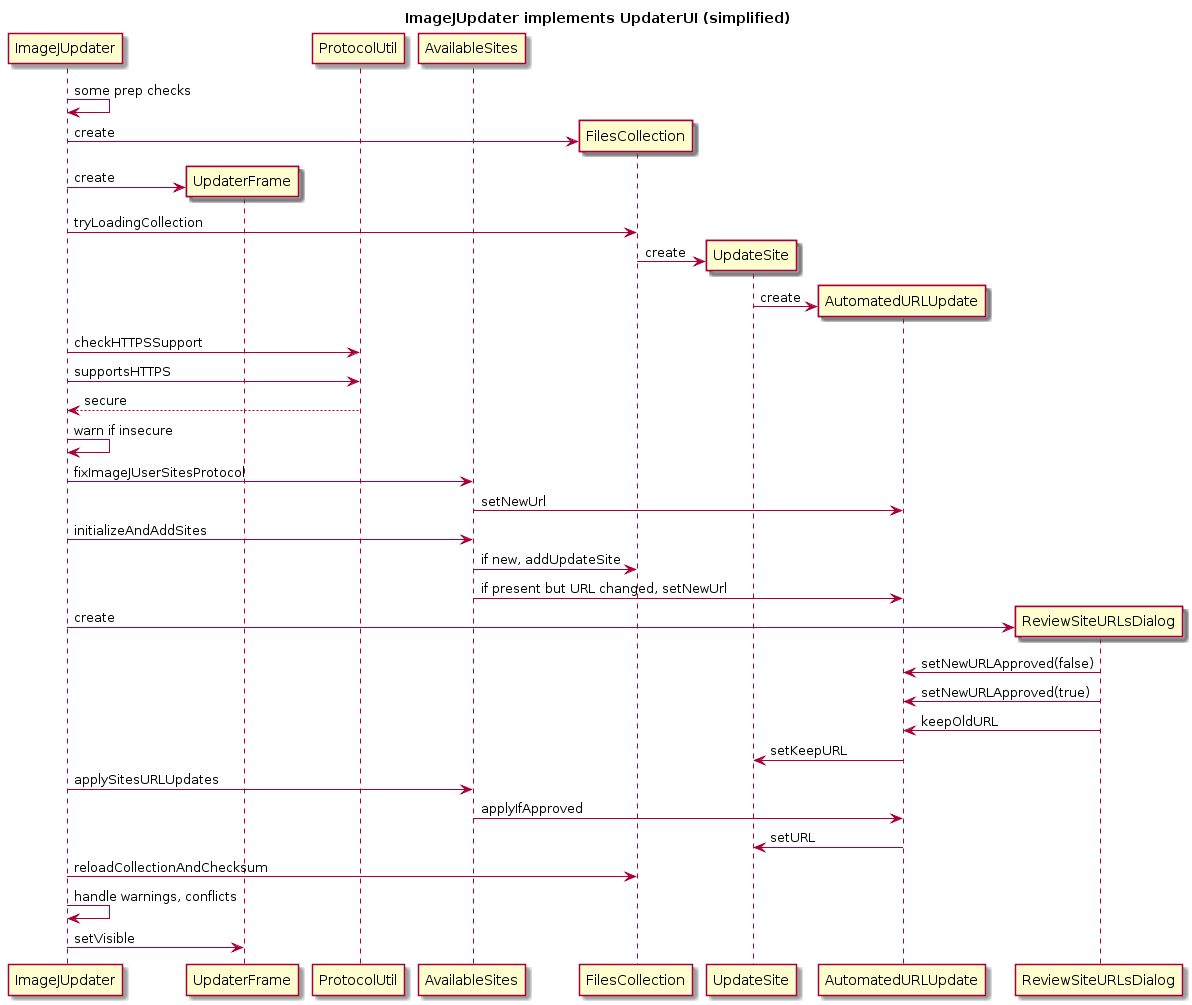 ImageJUpdater implements UpdaterUI (simplified)
ImageJUpdater ProtocolUtil AvailableSites
some prep checks
create
FilesCollection
create
UpdaterFrame
tryLoadingCollection
create
UpdateSite
create
AutomatedURLUpdate
checkHTTPSSupport
supportsHTTPS
secure
warn if insecure
fixImageJUserSitesProtocol
setNewUrl
initializeAndAddSites
if new, addUpdateSite
if present but URL changed, setNewUrl
create
ReviewSiteURLsDialog
setNewURLApproved(false)
setNewURLApproved(true)
keepOldURL
setKeepURL
applySitesURLUpdates
applyIfApproved
setURL
reloadCollectionAndChecksum
handle warnings, conflicts
setVisible
ImageJUpdater UpdaterFrame ProtocolUtil AvailableSites FilesCollection UpdateSite AutomatedURLUpdate ReviewSiteURLsDialog